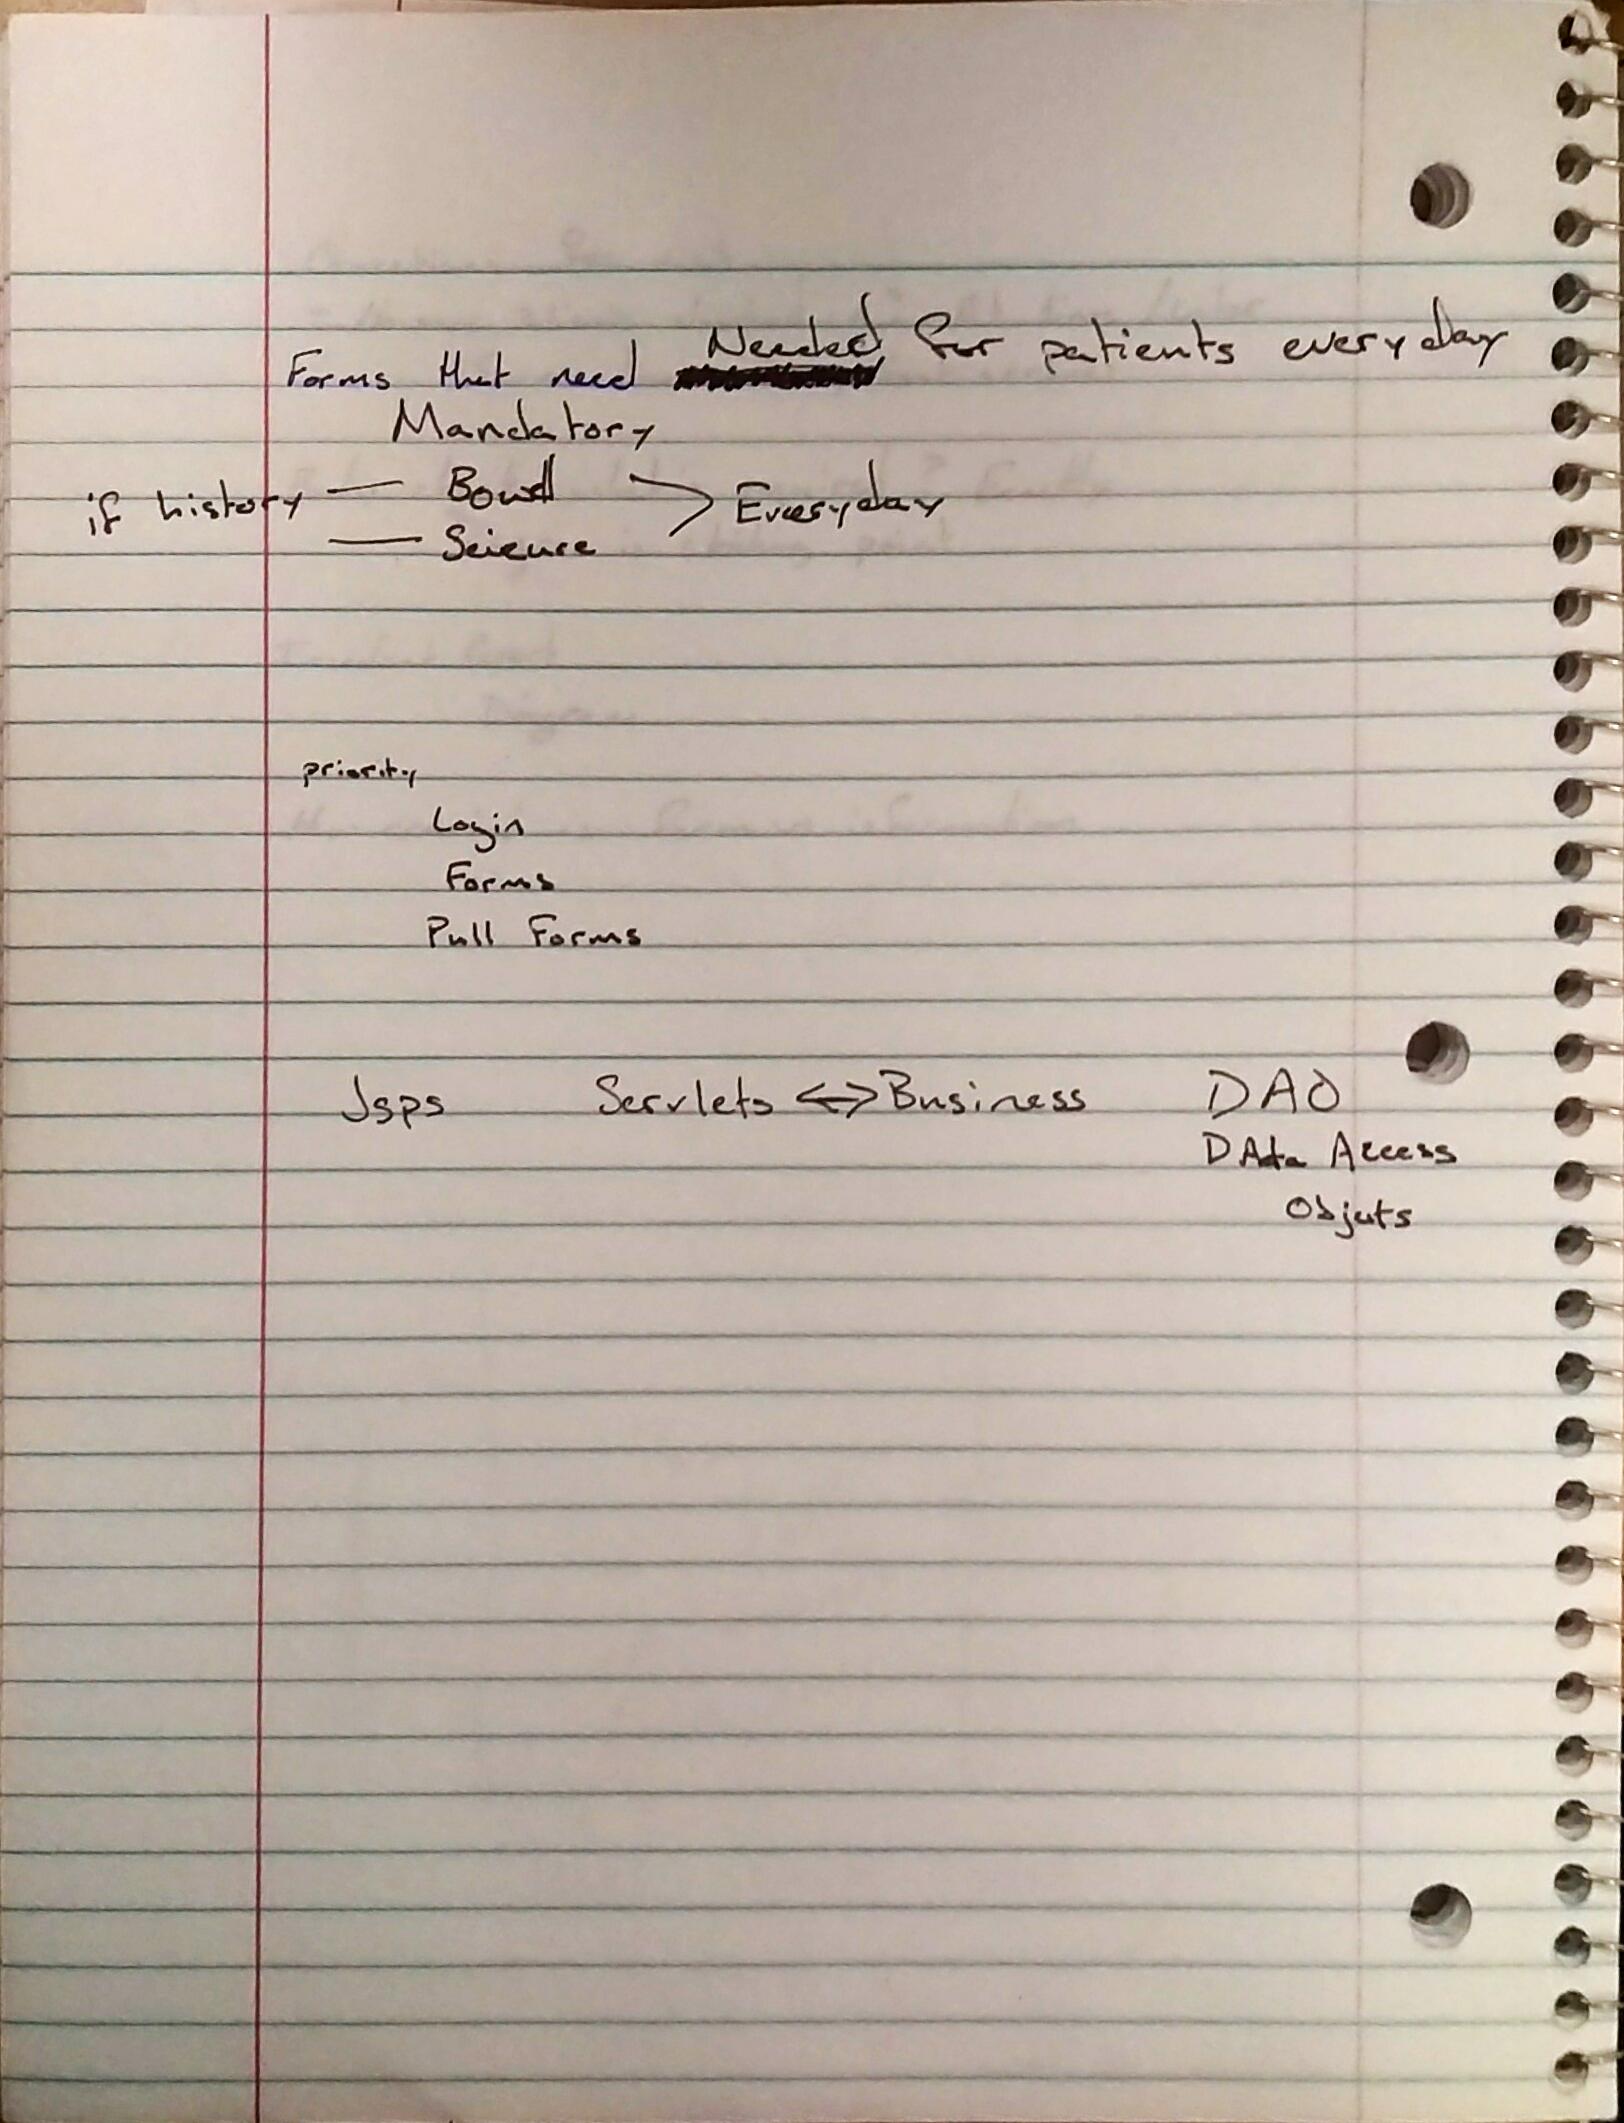 Forms that need Needed for patients everyday
Mandatory
if history — Bowel > Everyday
— Seizure
priority
Login
Forms
Pull Forms
Jsps Servlets <-> Business DAO
DAta Access
Objects